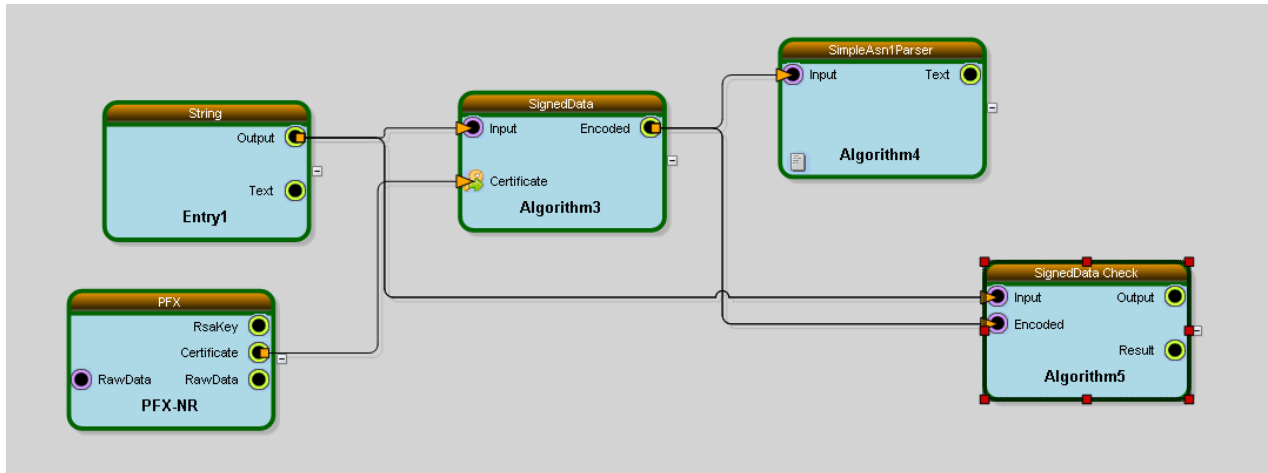 String
Output
Text
Entry1
PFX
RsaKey
Certificate
RawData RawData
PFX-NR
SignedData
Input Encoded
Certificate
Algorithm3
SimpleAsn1Parser
Input Text
Algorithm4
SignedData Check
Input Output
Encoded
Result
Algorithm5